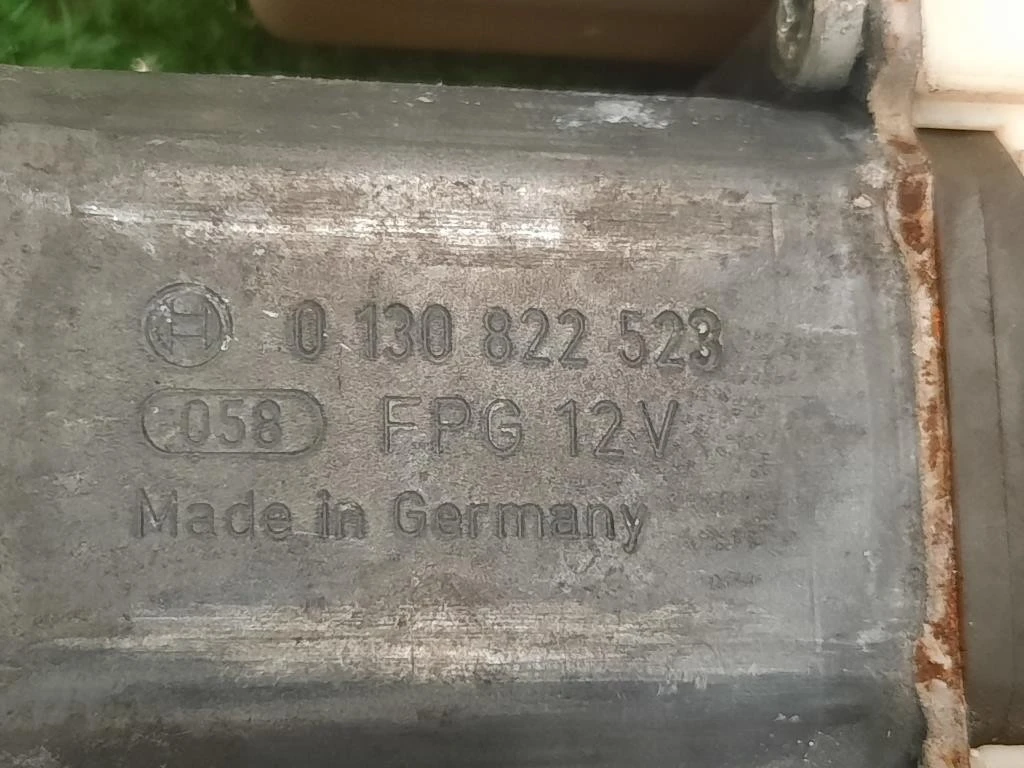 0 130 822 523
058 FPG 12V
Made in Germany